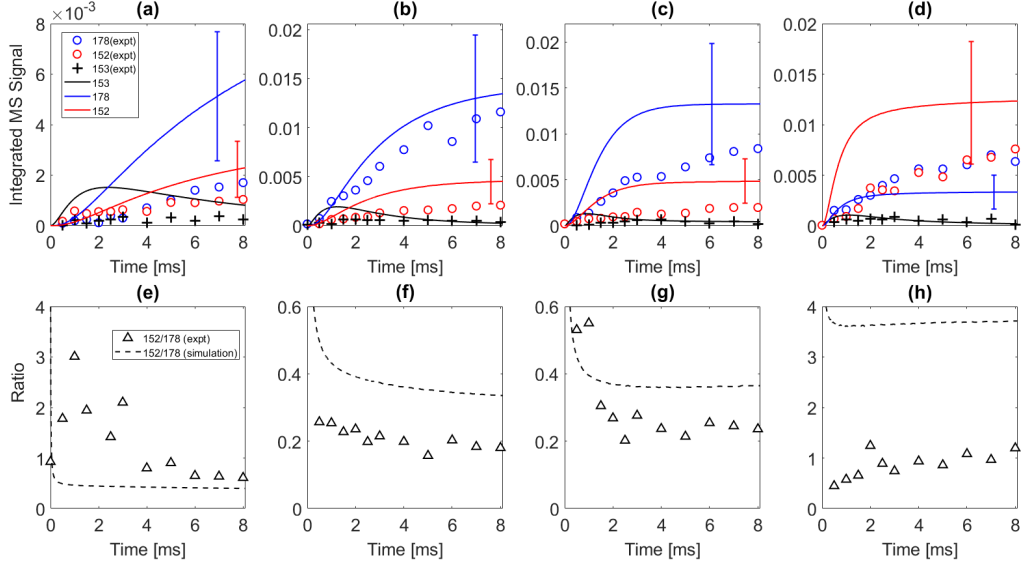 (a) (b) (c) (d)
8 ×10⁻³ 0.02 0.02 0.02
178(expt)
152(expt)
153(expt)
153
178
152
6 0.015 0.015 0.015
4 0.01 0.01 0.01
2 0.005 0.005 0.005
0 0 0 0
Integrated MS Signal
0 2 4 6 8 0 2 4 6 8 0 2 4 6 8 0 2 4 6 8
Time [ms] Time [ms] Time [ms] Time [ms]
(e) (f) (g) (h)
4 0.6 0.6 4
152/178 (expt)
152/178 (simulation)
3 0.4 0.4 3
2 2
1 0.2 0.2 1
0 0 0 0
Ratio
0 2 4 6 8 0 2 4 6 8 0 2 4 6 8 0 2 4 6 8
Time [ms] Time [ms] Time [ms] Time [ms]